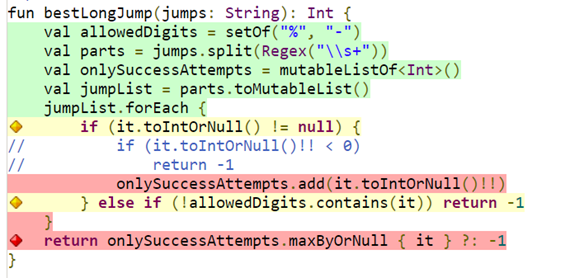 fun bestLongJump(jumps: String): Int {
    val allowedDigits = setOf("%", "-")
    val parts = jumps.split(Regex("\\s+"))
    val onlySuccessAttempts = mutableListOf<Int>()
    val jumpList = parts.toMutableList()
    jumpList.forEach {
        if (it.toIntOrNull() != null) {
//          if (it.toIntOrNull()!! < 0)
//              return -1
            onlySuccessAttempts.add(it.toIntOrNull()!!)
        } else if (!allowedDigits.contains(it)) return -1
    }
    return onlySuccessAttempts.maxByOrNull { it } ?: -1
}